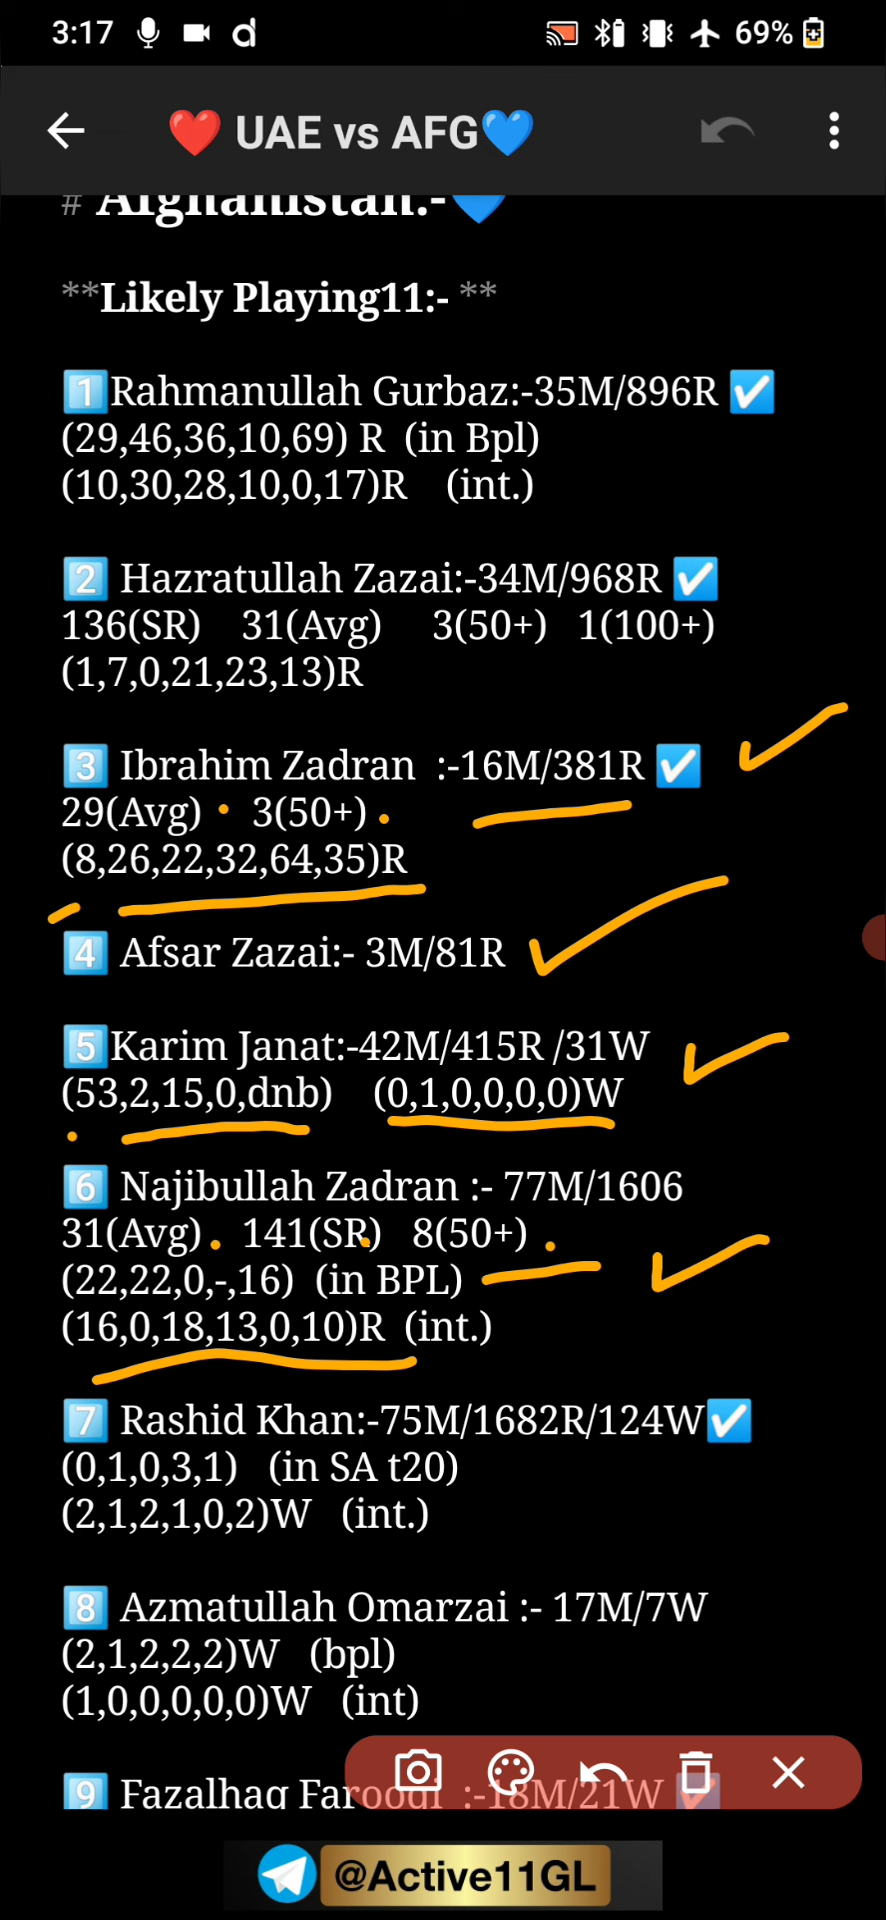 3:17
69%
❤️ UAE vs AFG💙
# Afghanistan:-💙
**Likely Playing11:- **
1️⃣Rahmanullah Gurbaz:-35M/896R ☑️
(29,46,36,10,69) R (in Bpl)
(10,30,28,10,0,17)R (int.)
2️⃣ Hazratullah Zazai:-34M/968R ☑️
136(SR) 31(Avg) 3(50+) 1(100+)
(1,7,0,21,23,13)R
3️⃣ Ibrahim Zadran :-16M/381R ☑️
29(Avg) 3(50+)
(8,26,22,32,64,35)R
4️⃣ Afsar Zazai:- 3M/81R
5️⃣Karim Janat:-42M/415R /31W
(53,2,15,0,dnb) (0,1,0,0,0,0)W
6️⃣ Najibullah Zadran :- 77M/1606
31(Avg) 141(SR) 8(50+)
(22,22,0,-,16) (in BPL)
(16,0,18,13,0,10)R (int.)
7️⃣ Rashid Khan:-75M/1682R/124W☑️
(0,1,0,3,1) (in SA t20)
(2,1,2,1,0,2)W (int.)
8️⃣ Azmatullah Omarzai :- 17M/7W
(2,1,2,2,2)W (bpl)
(1,0,0,0,0,0)W (int)
9️⃣ Fazalhaq Farooqi :-18M/21W ☑️
@Active11GL